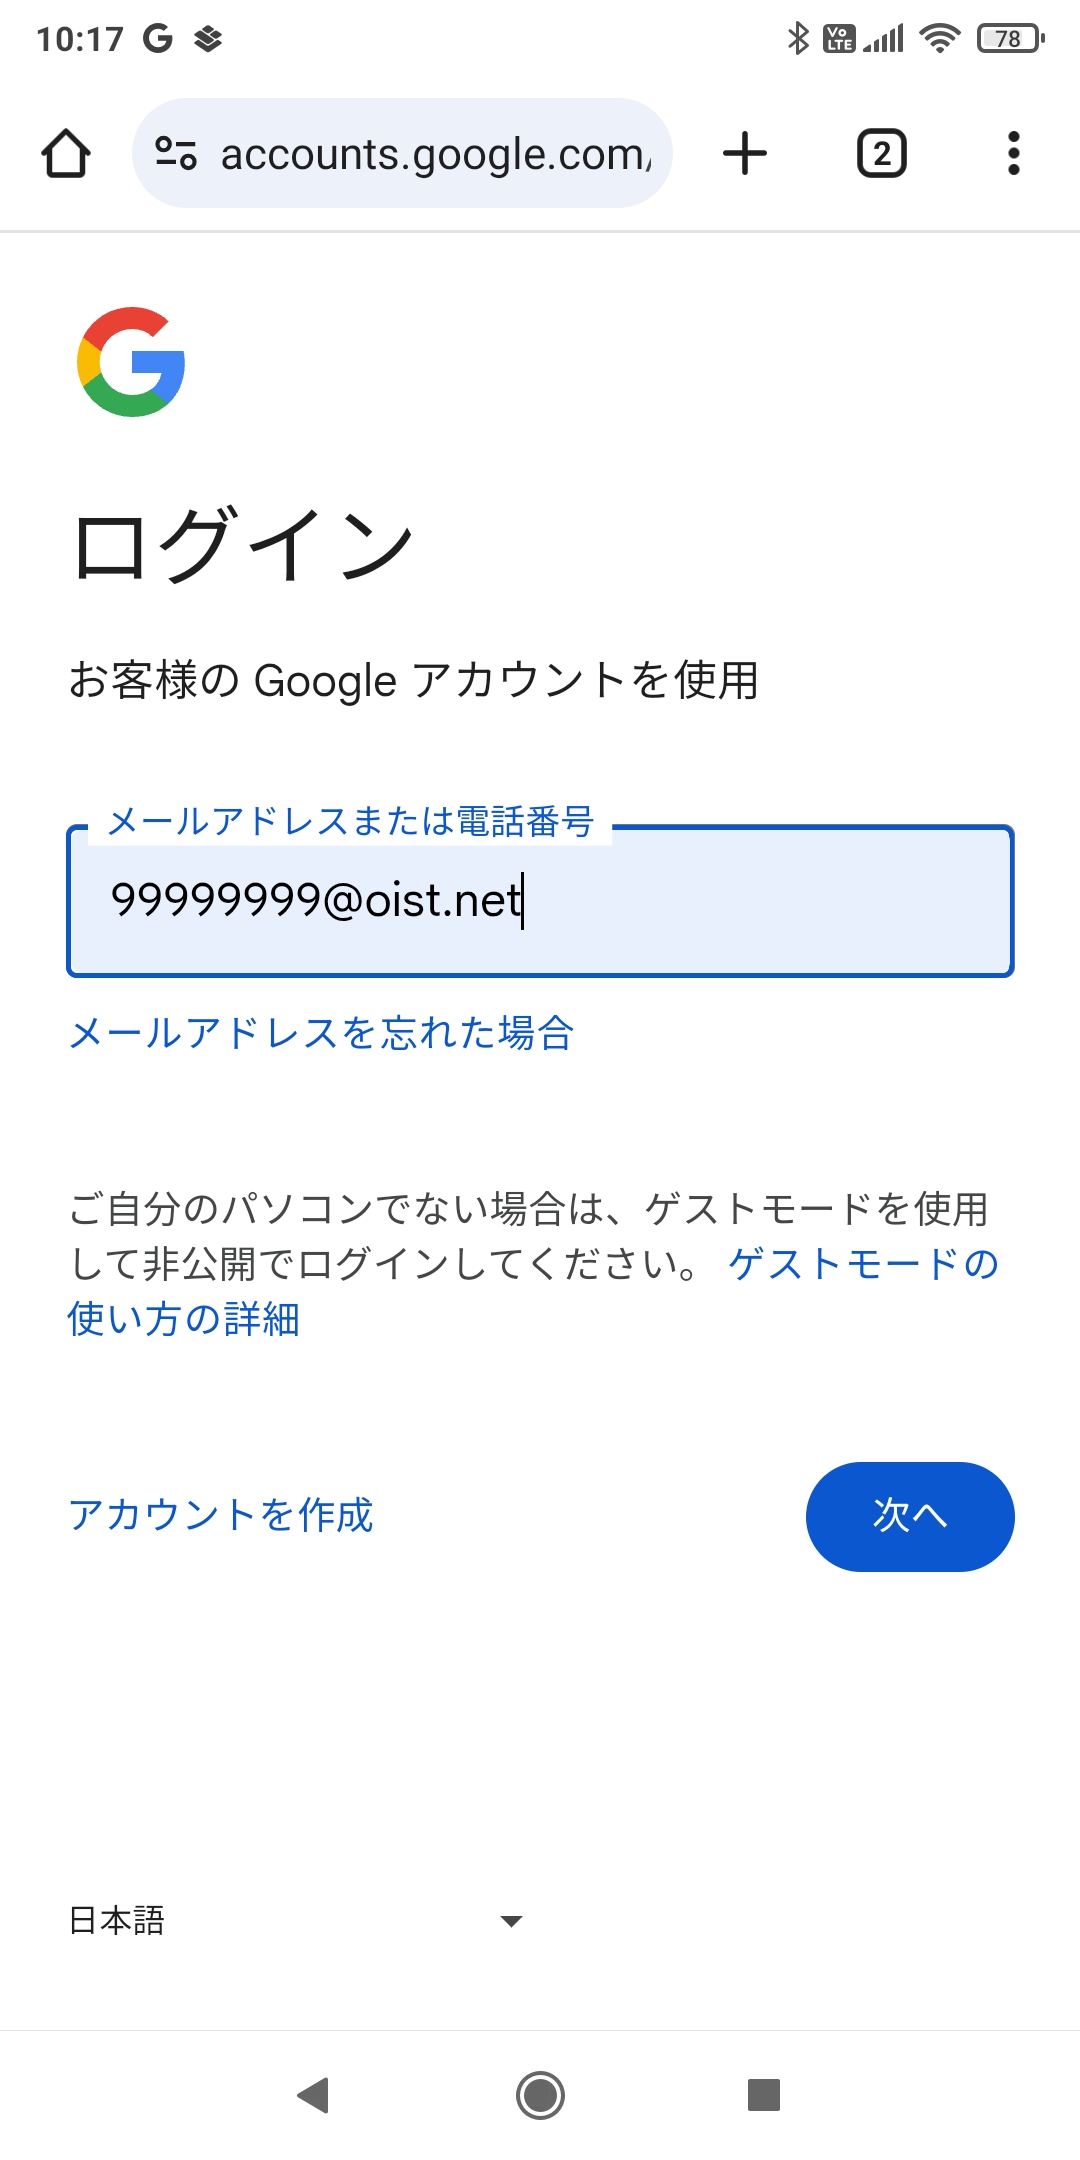 10:17
Vo LTE
78
accounts.google.com/
2
ログイン
お客様の Google アカウントを使用
メールアドレスまたは電話番号
99999999@oist.net
メールアドレスを忘れた場合
ご自分のパソコンでない場合は、ゲストモードを使用
して非公開でログインしてください。 ゲストモードの
使い方の詳細
アカウントを作成
次へ
日本語